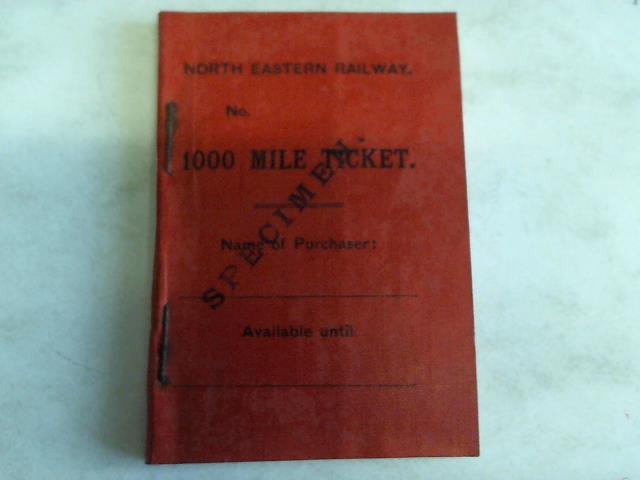 NORTH EASTERN RAILWAY.
No.
1000 MILE TICKET.
SPECIMEN.
Name of Purchaser:
Available until